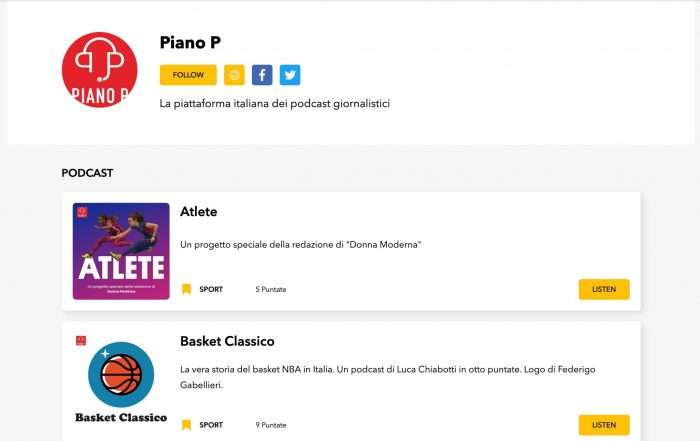 Piano P
FOLLOW
PIANO P
La piattaforma italiana dei podcast giornalistici
PODCAST
Atlete
Un progetto speciale della redazione di "Donna Moderna"
ATLETE
Un progetto speciale della redazione di
Donna Moderna
SPORT
5 Puntate
LISTEN
Basket Classico
La vera storia del basket NBA in Italia. Un podcast di Luca Chiabotti in otto puntate. Logo di Federigo
Gabellieri.
Basket Classico
SPORT
9 Puntate
LISTEN